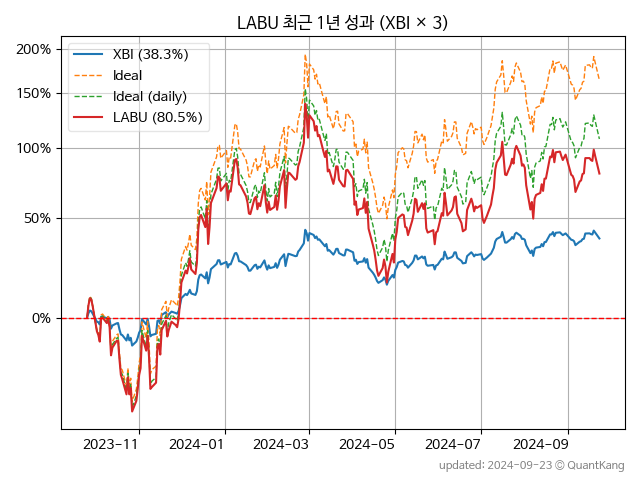 LABU 최근 1년 성과 (XBI × 3)
XBI (38.3%)
Ideal
Ideal (daily)
LABU (80.5%)
200%
150%
100%
50%
0%
2023-11 2024-01 2024-03 2024-05 2024-07 2024-09
updated: 2024-09-23 © QuantKang